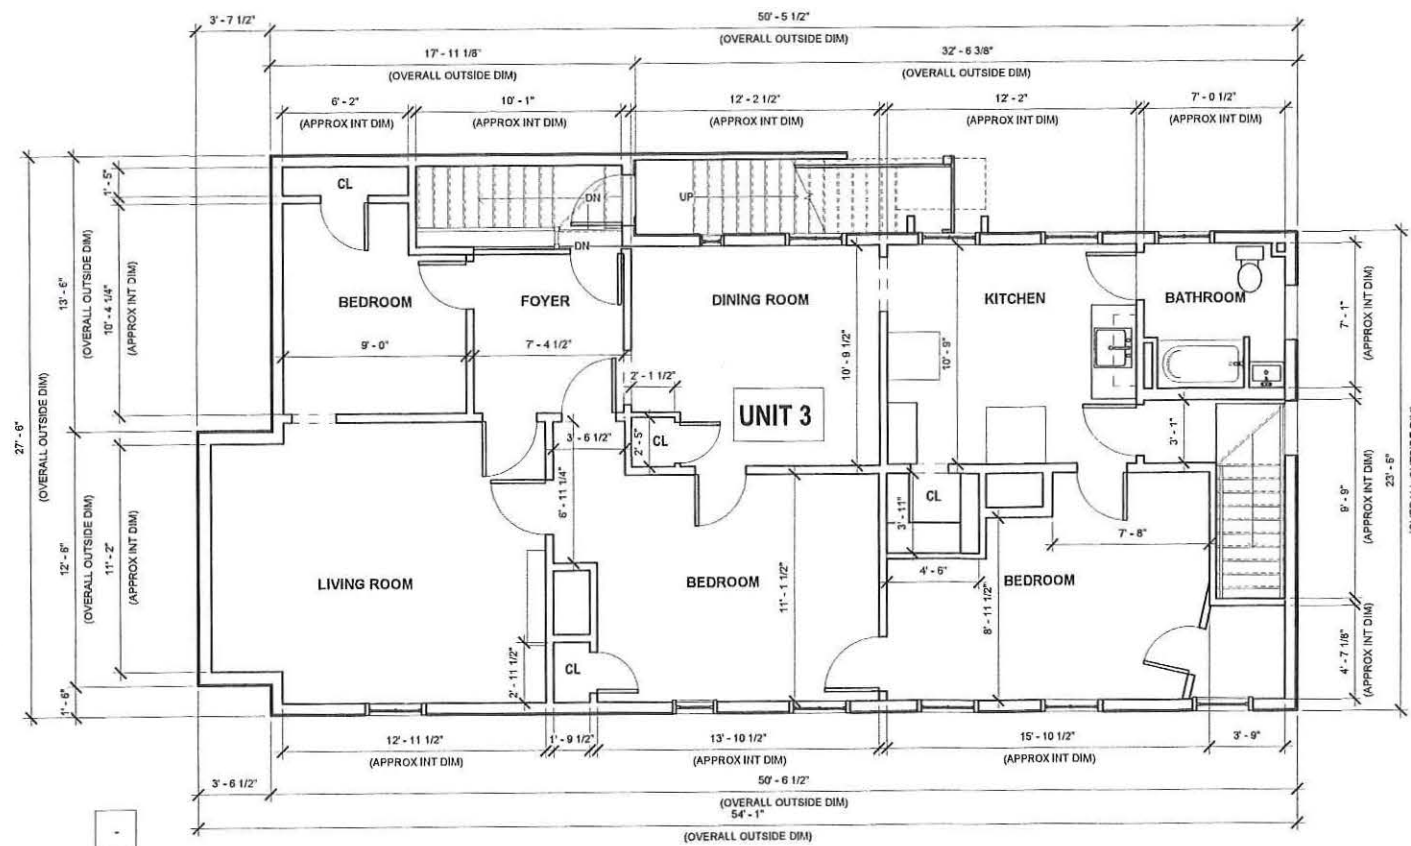 3' - 7 1/2"
50' - 5 1/2"
(OVERALL OUTSIDE DIM)
17' - 11 1/8"
(OVERALL OUTSIDE DIM)
32' - 6 3/8"
(OVERALL OUTSIDE DIM)
6' - 2"
(APPROX INT DIM)
10' - 1"
(APPROX INT DIM)
12' - 2 1/2"
(APPROX INT DIM)
12' - 2"
7' - 0 1/2"
(APPROX INT DIM)
27' - 6"
(OVERALL OUTSIDE DIM)
13' - 6"
(OVERALL OUTSIDE DIM)
1' - 5"
10' - 4 1/4"
(APPROX INT DIM)
12' - 6"
(OVERALL OUTSIDE DIM)
11' - 2"
(APPROX INT DIM)
1' - 6"
CL
DN
DN
UP
BEDROOM
FOYER
DINING ROOM
KITCHEN
BATHROOM
9' - 0"
7' - 4 1/2"
2' - 1 1/2"
10' - 9 1/2"
10' - 9"
7' - 1"
(APPROX INT DIM)
UNIT 3
3' - 6 1/2"
2' - 5"
CL
3' - 1"
6' - 11 1/4"
3' - 11"
CL
7' - 8"
9' - 9"
(APPROX INT DIM)
23' - 6"
LIVING ROOM
BEDROOM
11' - 1 1/2"
4' - 6"
8' - 11 1/2"
BEDROOM
4' - 7 1/8"
(APPROX INT DIM)
2' - 11 1/2"
CL
12' - 11 1/2"
(APPROX INT DIM)
1' - 9 1/2"
13' - 10 1/2"
(APPROX INT DIM)
15' - 10 1/2"
(APPROX INT DIM)
3' - 9"
3' - 6 1/2"
50' - 6 1/2"
(OVERALL OUTSIDE DIM)
54' - 1"
(OVERALL OUTSIDE DIM)
-